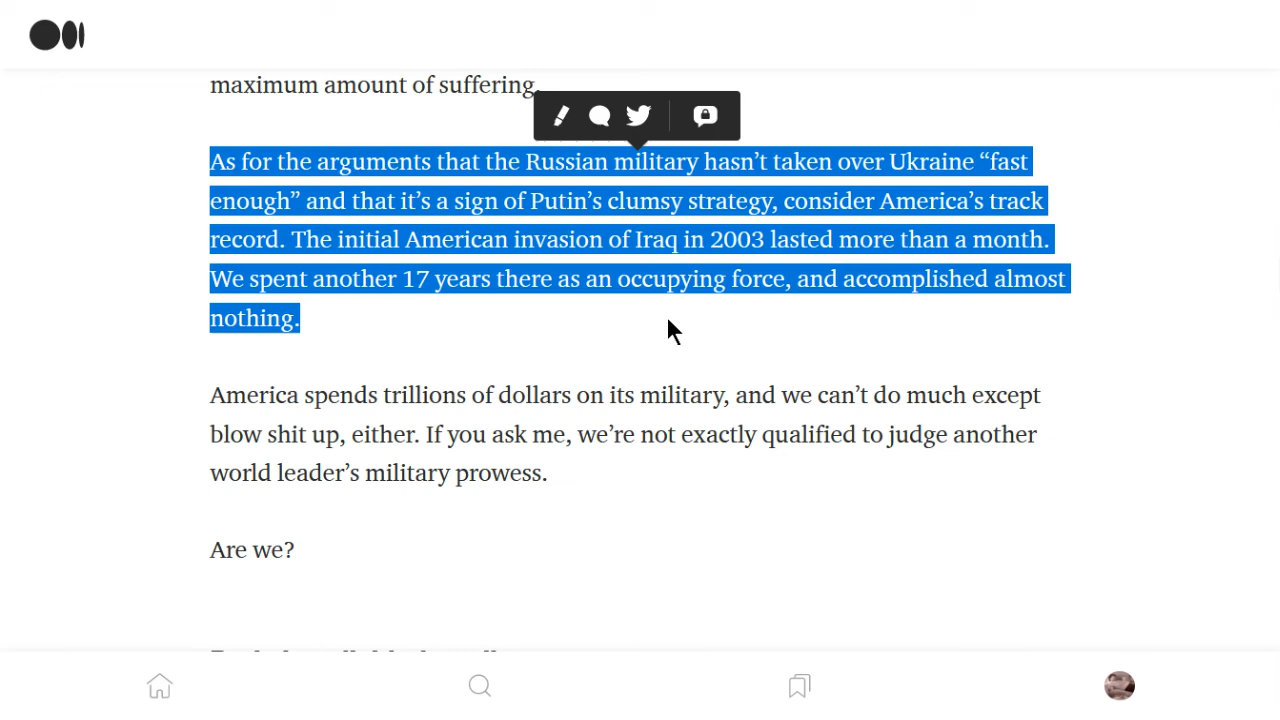 maximum amount of suffering.
As for the arguments that the Russian military hasn’t taken over Ukraine “fast
enough” and that it’s a sign of Putin’s clumsy strategy, consider America’s track
record. The initial American invasion of Iraq in 2003 lasted more than a month.
We spent another 17 years there as an occupying force, and accomplished almost
nothing.
America spends trillions of dollars on its military, and we can’t do much except
blow shit up, either. If you ask me, we’re not exactly qualified to judge another
world leader’s military prowess.
Are we?